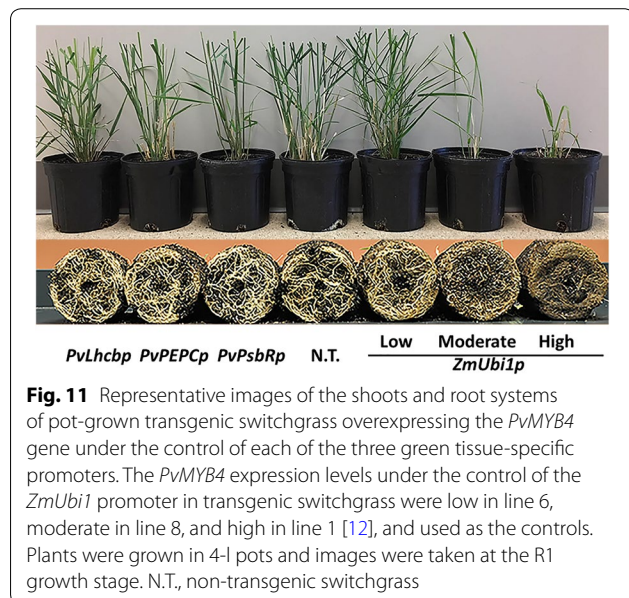 PvLhcbp PvPEPCp PvPsbRp N.T. Low Moderate High
ZmUbi1p
Fig. 11 Representative images of the shoots and root systems
of pot-grown transgenic switchgrass overexpressing the PvMYB4
gene under the control of each of the three green tissue-specific
promoters. The PvMYB4 expression levels under the control of the
ZmUbi1 promoter in transgenic switchgrass were low in line 6,
moderate in line 8, and high in line 1 [12], and used as the controls.
Plants were grown in 4-l pots and images were taken at the R1
growth stage. N.T., non-transgenic switchgrass